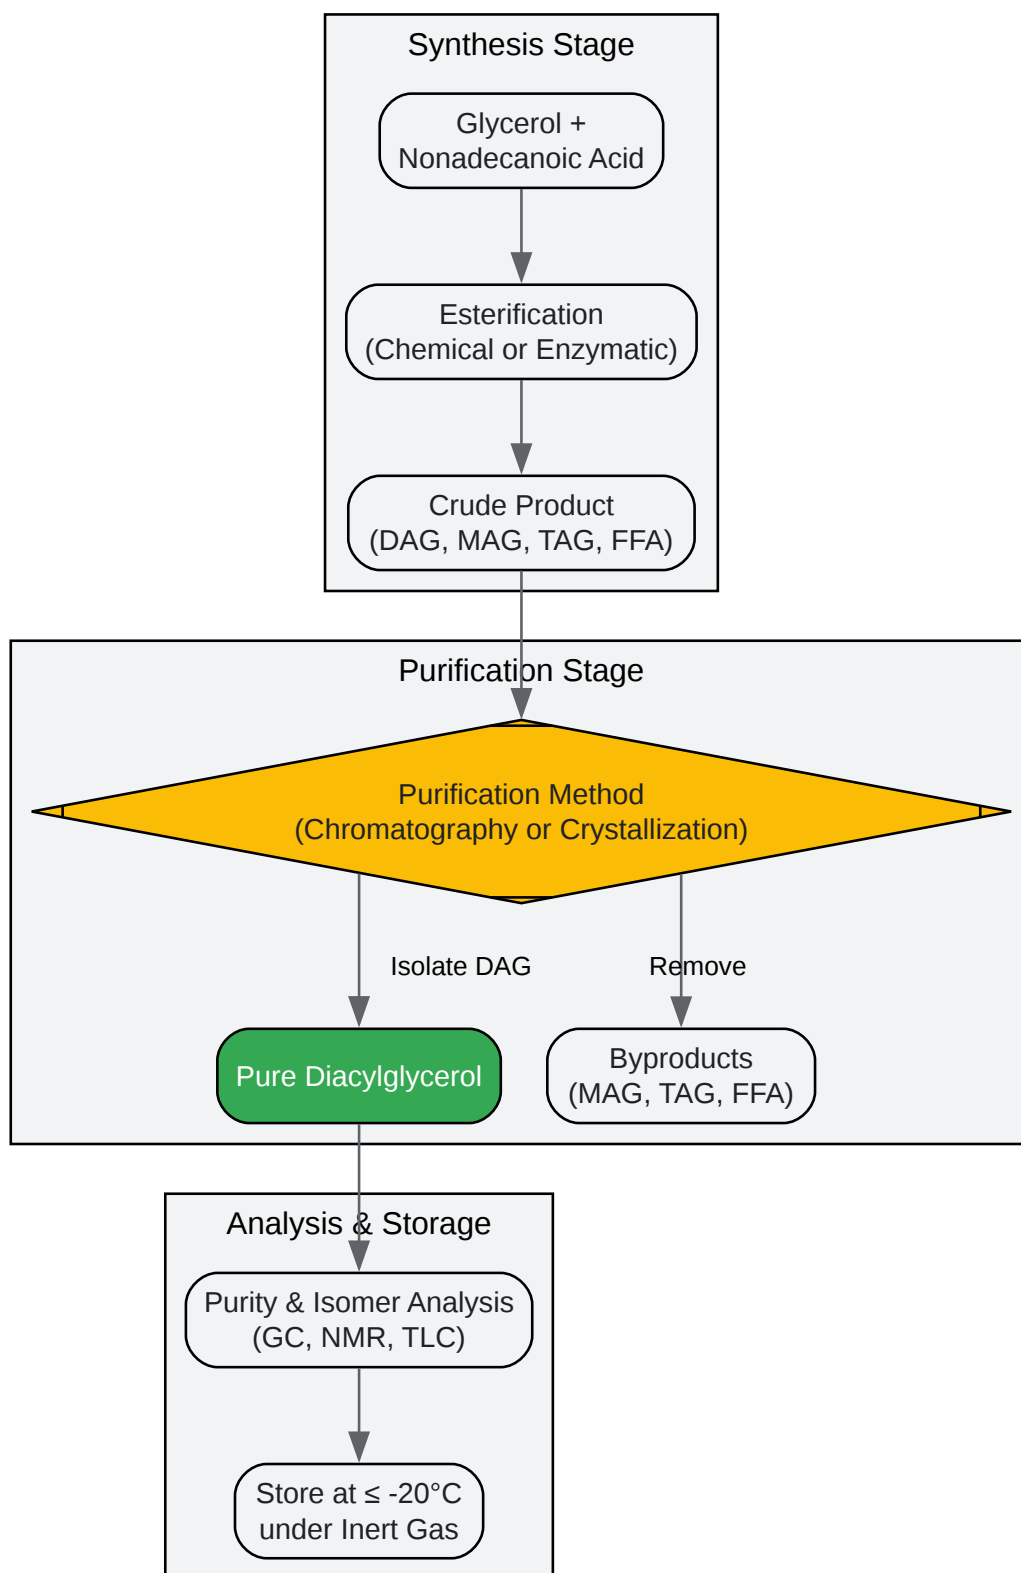 Synthesis Stage
Glycerol +
Nonadecanoic Acid
Esterification
(Chemical or Enzymatic)
Crude Product
(DAG, MAG, TAG, FFA)
Purification Stage
Purification Method
(Chromatography or Crystallization)
Isolate DAG
Remove
Pure Diacylglycerol
Byproducts
(MAG, TAG, FFA)
Analysis & Storage
Purity & Isomer Analysis
(GC, NMR, TLC)
Store at ≤ -20°C
under Inert Gas